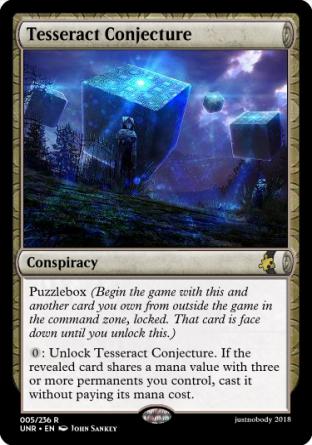 Tesseract Conjecture
Conspiracy
Puzzlebox (Begin the game with this and
another card you own from outside the game in
the command zone, locked. That card is face
down until you unlock this.)
0: Unlock Tesseract Conjecture. If the
revealed card shares a mana value with three
or more permanents you control, cast it
without paying its mana cost.
005/236 R
UNR • EN John Sankey
justnobody 2018